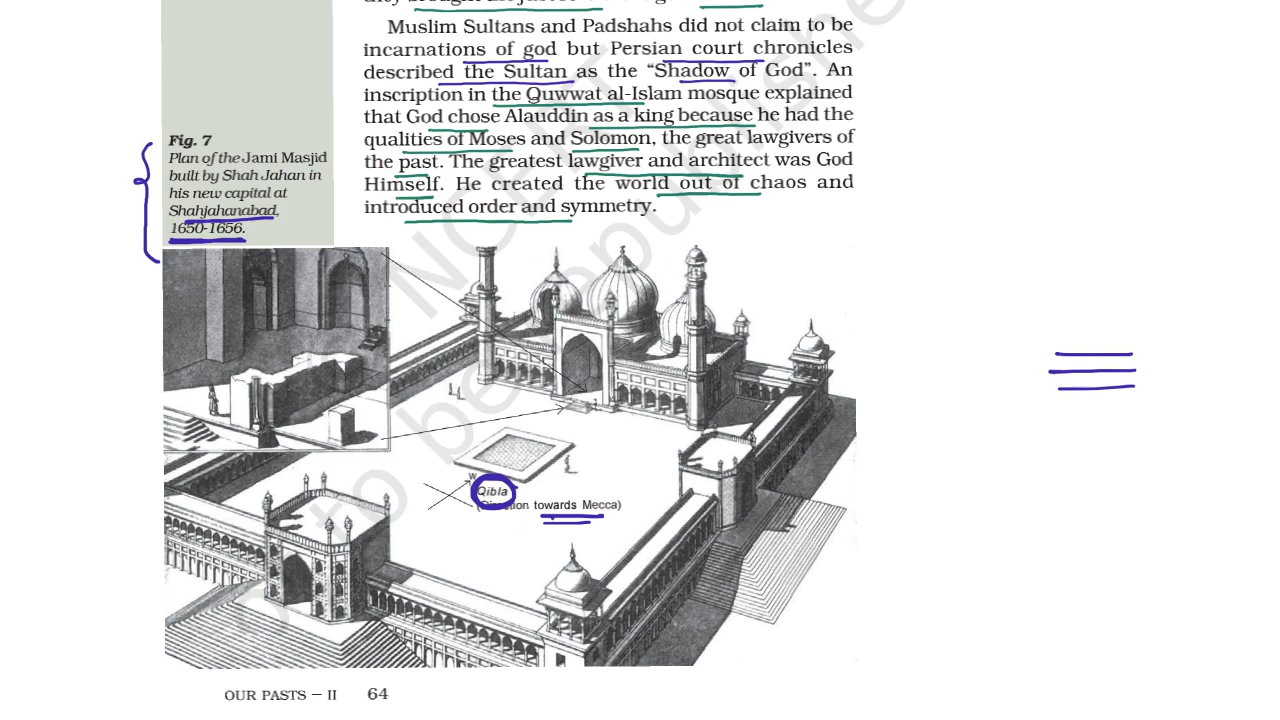 Muslim Sultans and Padshahs did not claim to be
incarnations of god but Persian court chronicles
described the Sultan as the “Shadow of God”. An
inscription in the Quwwat al-Islam mosque explained
that God chose Alauddin as a king because he had the
qualities of Moses and Solomon, the great lawgivers of
the past. The greatest lawgiver and architect was God
Himself. He created the world out of chaos and
introduced order and symmetry.
Fig. 7
Plan of the Jami Masjid
built by Shah Jahan in
his new capital at
Shahjahanabad,
1650-1656.
W
Qibla
(Direction towards Mecca)
OUR PASTS – II 64